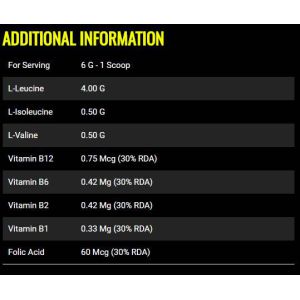 ADDITIONAL INFORMATION
For Serving 6 G - 1 Scoop
L-Leucine 4.00 G
L-Isoleucine 0.50 G
L-Valine 0.50 G
Vitamin B12 0.75 Mcg (30% RDA)
Vitamin B6 0.42 Mg (30% RDA)
Vitamin B2 0.42 Mg (30% RDA)
Vitamin B1 0.33 Mg (30% RDA)
Folic Acid 60 Mcg (30% RDA)